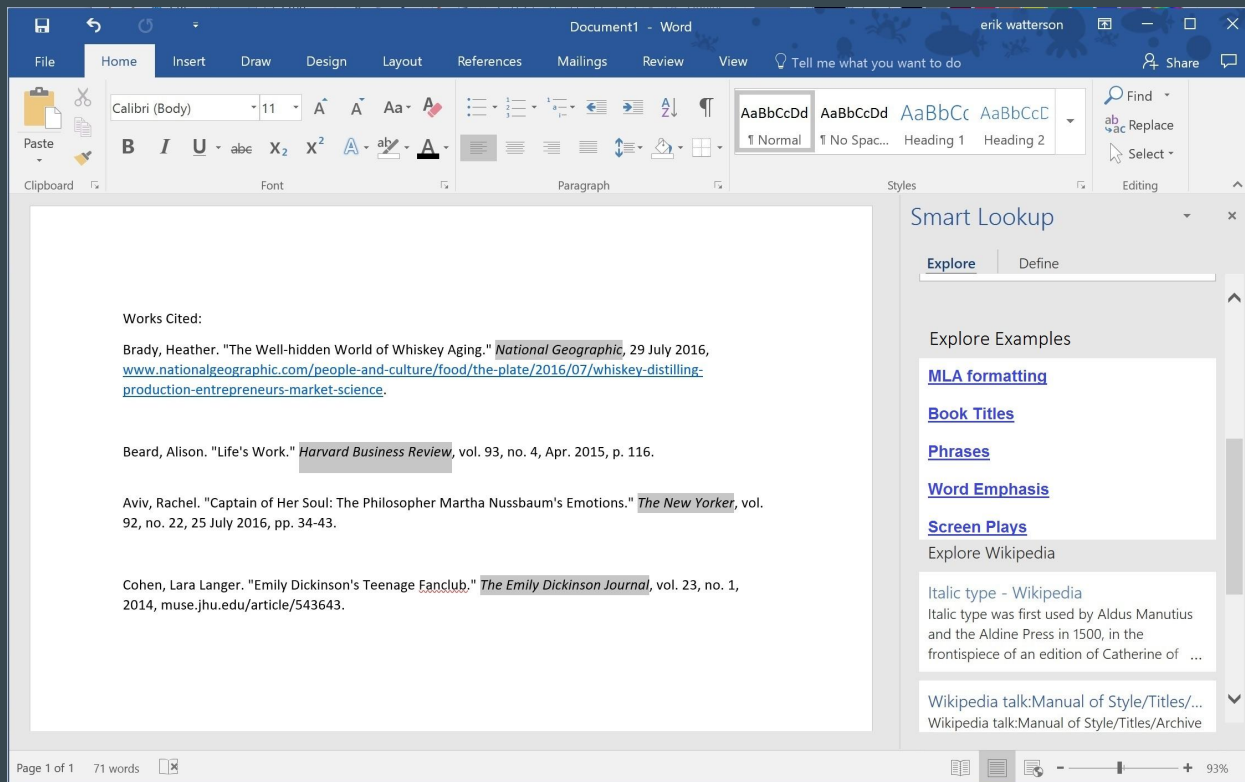 Document1 - Word
erik watterson
File Home Insert Draw Design Layout References Mailings Review View Tell me what you want to do Share
Paste
Clipboard
Calibri (Body) 11 A A Aa A
B I U abc X2 X2 A ab A
Font
Paragraph
AaBbCcDd AaBbCcDd AaBbCc AaBbCcC
¶ Normal ¶ No Spac... Heading 1 Heading 2
Styles
Find
Replace
Select
Editing
Works Cited:
Brady, Heather. "The Well-hidden World of Whiskey Aging." National Geographic, 29 July 2016,
www.nationalgeographic.com/people-and-culture/food/the-plate/2016/07/whiskey-distilling-
production-entrepreneurs-market-science.
Beard, Alison. "Life's Work." Harvard Business Review, vol. 93, no. 4, Apr. 2015, p. 116.
Aviv, Rachel. "Captain of Her Soul: The Philosopher Martha Nussbaum's Emotions." The New Yorker, vol.
92, no. 22, 25 July 2016, pp. 34-43.
Cohen, Lara Langer. "Emily Dickinson's Teenage Fanclub." The Emily Dickinson Journal, vol. 23, no. 1,
2014, muse.jhu.edu/article/543643.
Smart Lookup
Explore Define
Explore Examples
MLA formatting
Book Titles
Phrases
Word Emphasis
Screen Plays
Explore Wikipedia
Italic type - Wikipedia
Italic type was first used by Aldus Manutius
and the Aldine Press in 1500, in the
frontispiece of an edition of Catherine of ...
Wikipedia talk:Manual of Style/Titles/...
Wikipedia talk:Manual of Style/Titles/Archive
Page 1 of 1 71 words
93%